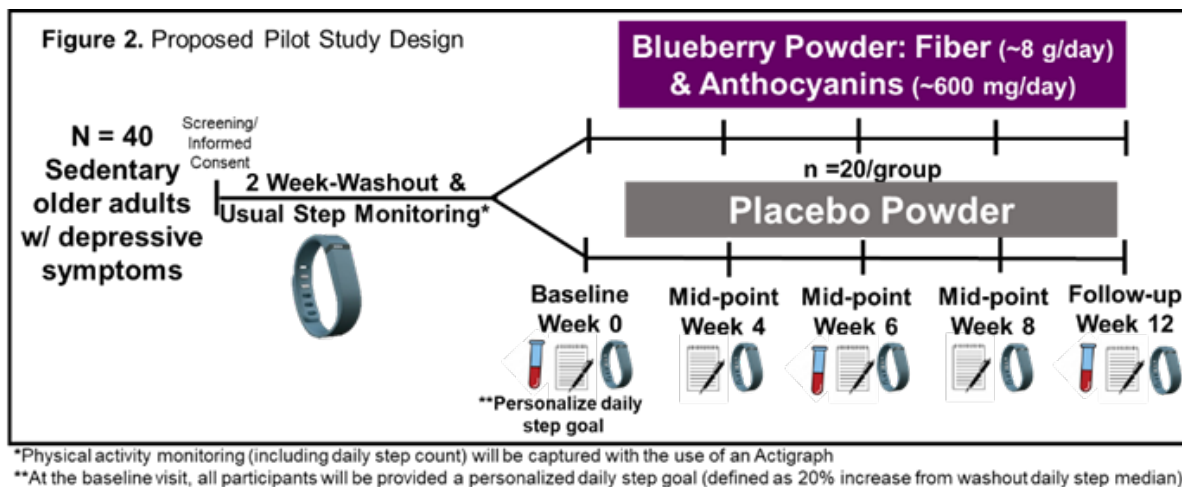 Figure 2. Proposed Pilot Study Design
Blueberry Powder: Fiber (~8 g/day)
& Anthocyanins (~600 mg/day)
N = 40
Sedentary
older adults
w/ depressive
symptoms
Screening/
Informed
Consent
2 Week-Washout &
Usual Step Monitoring*
n =20/group
Placebo Powder
Baseline
Week 0
**Personalize daily
step goal
Mid-point
Week 4
Mid-point
Week 6
Mid-point
Week 8
Follow-up
Week 12
*Physical activity monitoring (including daily step count) will be captured with the use of an Actigraph
**At the baseline visit, all participants will be provided a personalized daily step goal (defined as 20% increase from washout daily step median)